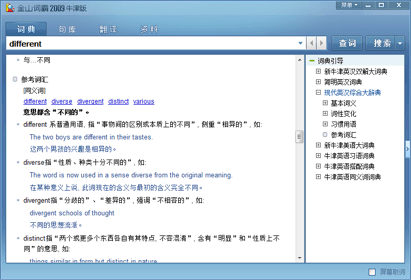 金山词霸 2009 牛津版
菜单
词典
句库
翻译
资料
different
查词
搜索
每...不同
参考词汇
[同义词]
different diverse divergent distinct various
意思都含“不同的”。
different 系普通用语, 指“事物间的区别或本质上的不同”, 侧重“相异的”, 如:
The two boys are different in their tastes.
这两个男孩的兴趣是相异的。
diverse指“性质、种类十分不同的”, 如:
The word is now used in a sense diverse from the original meaning.
在某种意义上说, 此词现在的含义与最初的含义完全不同。
divergent指“分歧的”、“差异的”, 强调“不相容的”, 如:
divergent schools of thought
不同的思想流派。
distinct指“两个或更多个东西各自有其特点, 不容混淆”, 含有“明显”和“性质上不
同”的意思, 如:
things similar in form but distinct in nature
词典引导
新牛津英汉双解大词典
简明英汉词典
现代英汉综合大辞典
基本词义
词性变化
习惯用语
参考词汇
新牛津美语大词典
牛津英语习语词典
牛津英语搭配词典
牛津英语同义词词典
屏幕取词